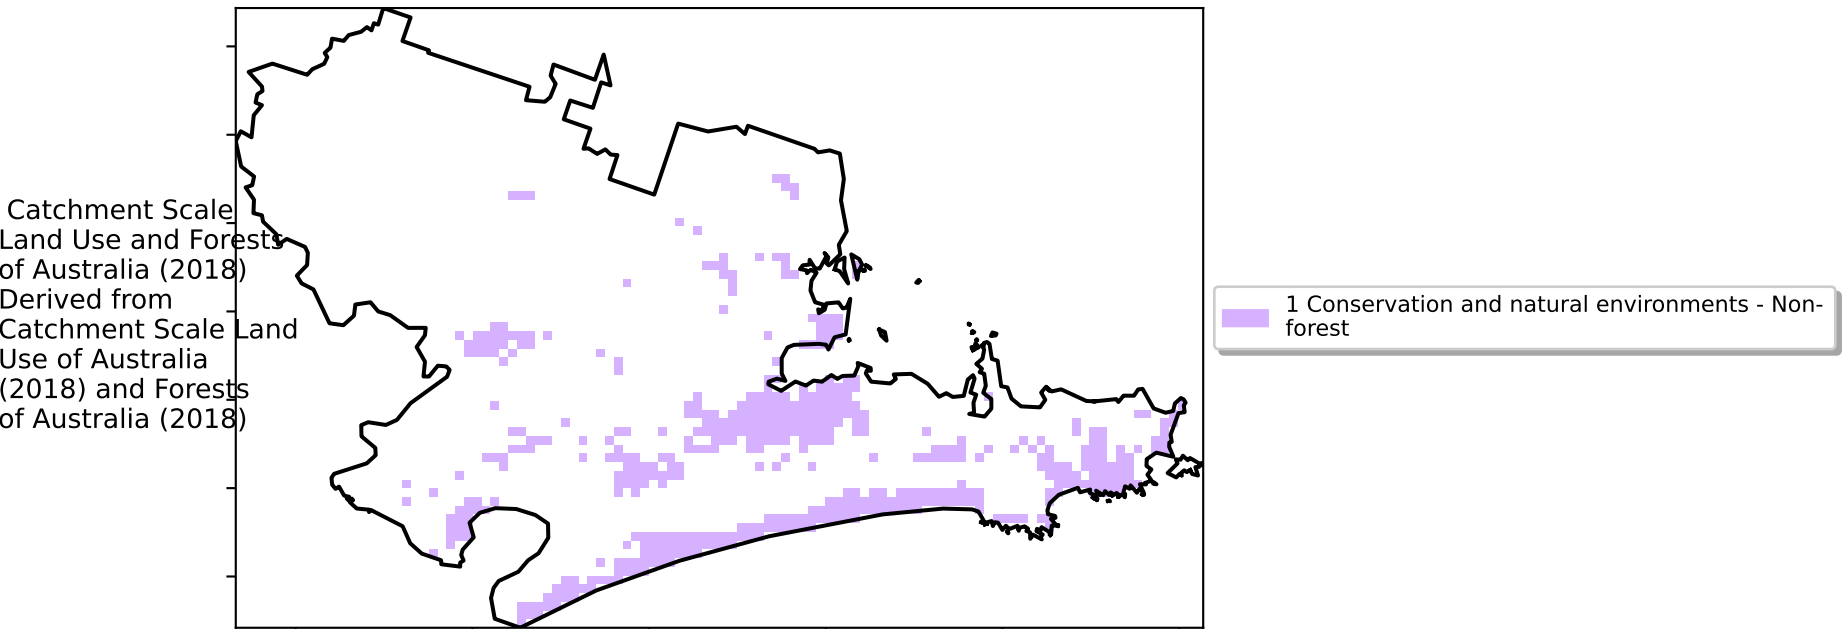 Catchment Scale
Land Use and Forests
of Australia (2018)
Derived from
Catchment Scale Land
Use of Australia
(2018) and Forests
of Australia (2018)
1 Conservation and natural environments - Non-
forest